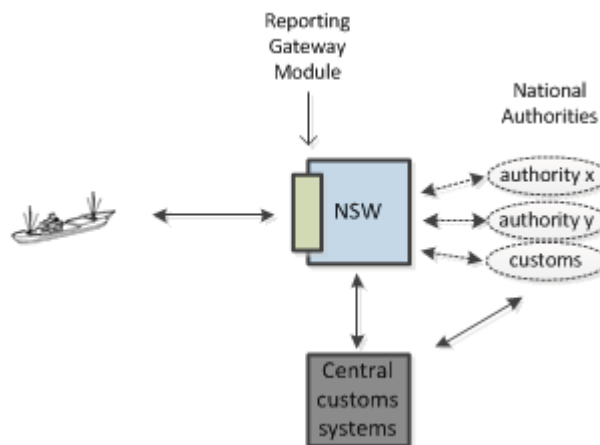 Reporting
Gateway
Module
National
Authorities
authority x
NSW
authority y
customs
Central
customs
systems